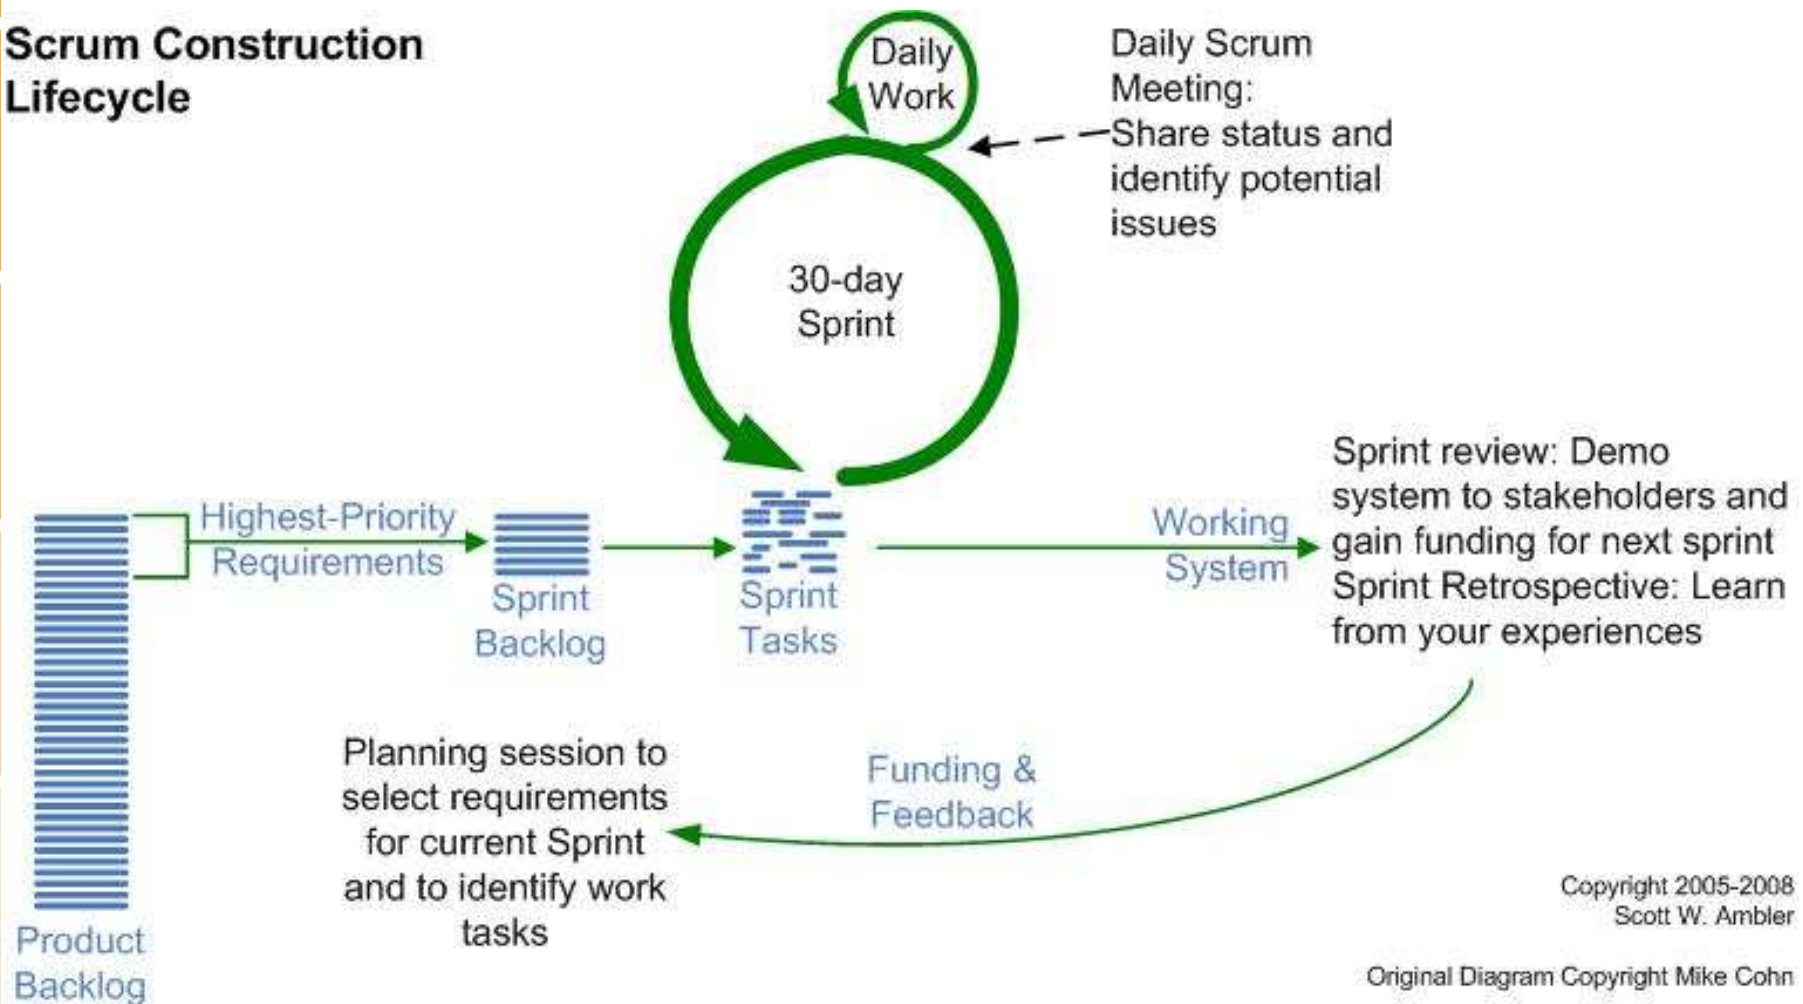 Scrum Construction
Lifecycle
Daily
Work
Daily Scrum
Meeting:
Share status and
identify potential
issues
30-day
Sprint
Highest-Priority
Requirements
Sprint
Backlog
Sprint
Tasks
Working
System
Sprint review: Demo
system to stakeholders and
gain funding for next sprint
Sprint Retrospective: Learn
from your experiences
Product
Backlog
Planning session to
select requirements
for current Sprint
and to identify work
tasks
Funding &
Feedback
Copyright 2005-2008
Scott W. Ambler
Original Diagram Copyright Mike Cohn